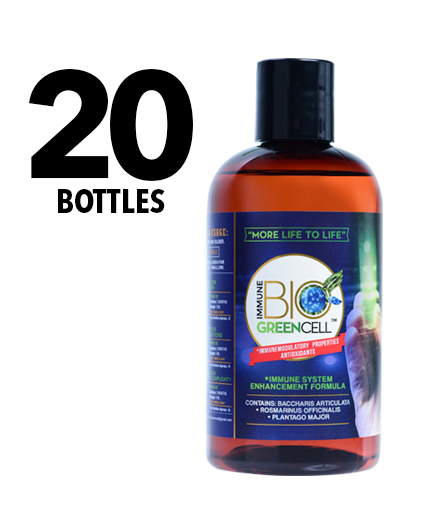 20
BOTTLES
"MORE LIFE TO LIFE"
IMMUNE
BIO
GREENCELL™
*IMMUNEMODULATORY PROPERTIES
ANTIOXIDANTS
*IMMUNE SYSTEM
ENHANCEMENT FORMULA
CONTAINS: BACCHARIS ARTICULATA
• ROSMARINUS OFFICINALIS
• PLANTAGO MAJOR
USAGE: